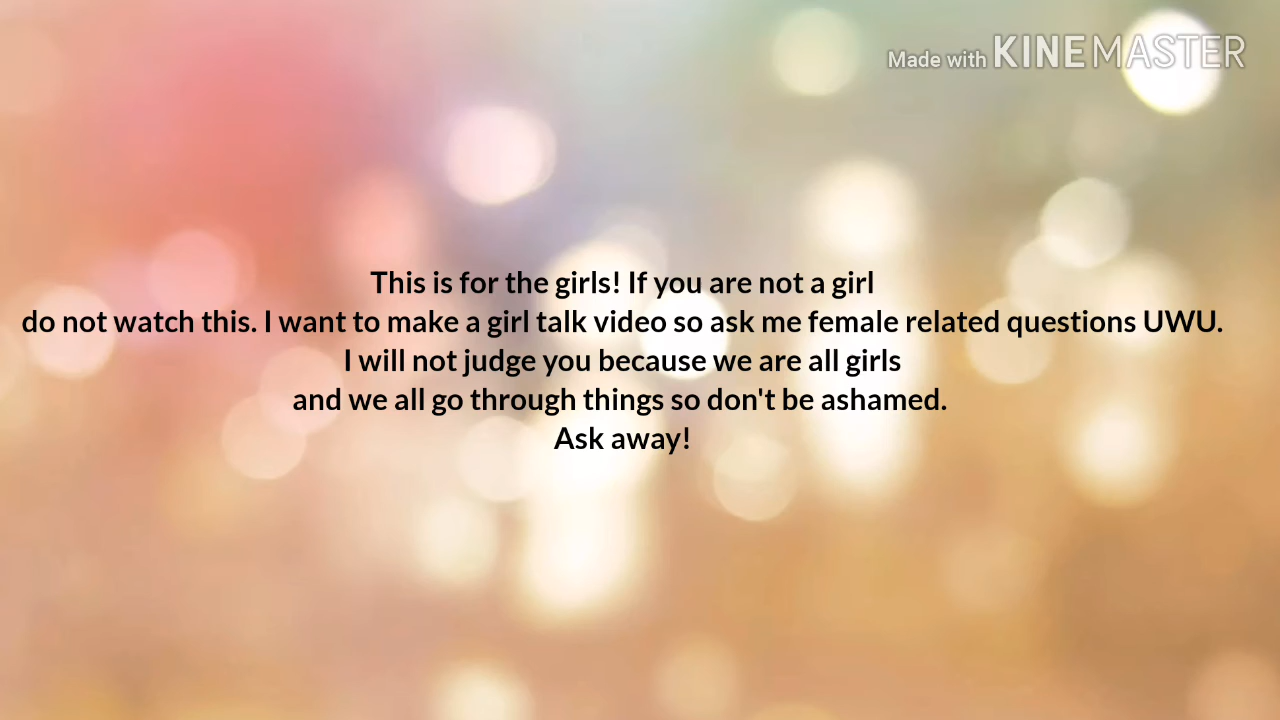 Made with KINEMASTER
This is for the girls! If you are not a girl
do not watch this. I want to make a girl talk video so ask me female related questions UWU.
I will not judge you because we are all girls
and we all go through things so don't be ashamed.
Ask away!